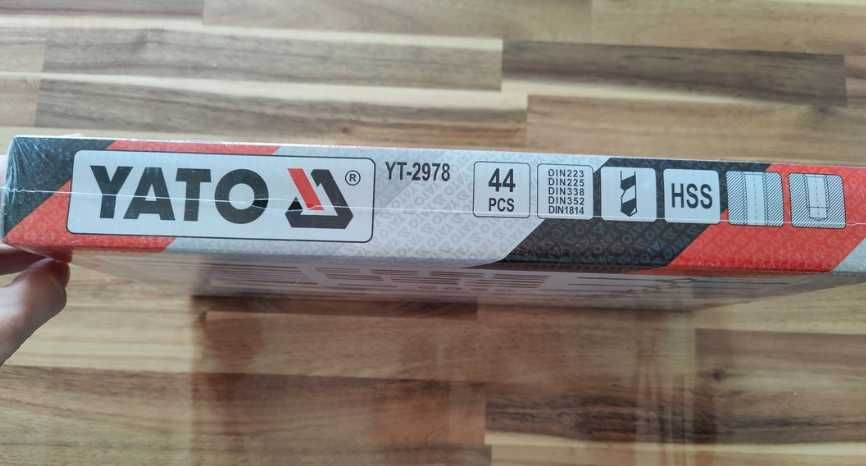 YATO ®
YT-2978
44
PCS
DIN223
DIN225
DIN338
DIN352
DIN1814
HSS